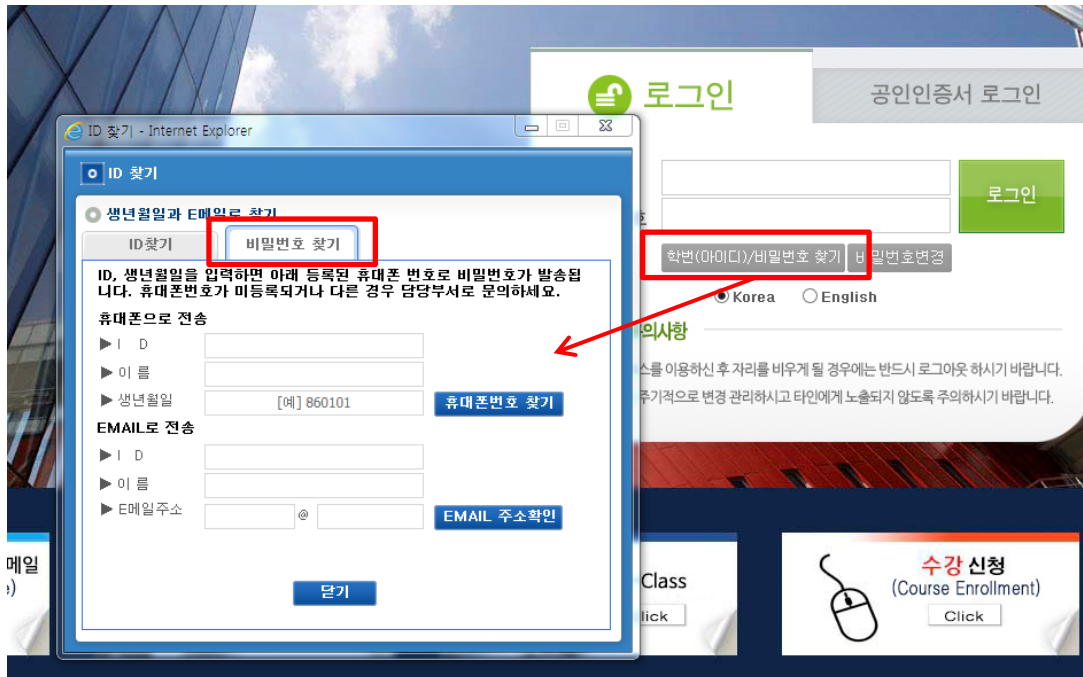 로그인
공인인증서 로그인
ID 찾기 - Internet Explorer
ID 찾기
로그인
생년월일과 E메일로 찾기
ID찾기
비밀번호 찾기
학번(아이디)/비밀번호 찾기
비밀번호변경
ID, 생년월일을 입력하면 아래 등록된 휴대폰 번호로 비밀번호가 발송됩
니다. 휴대폰번호가 미등록되거나 다른 경우 담당부서로 문의하세요.
Korea
English
휴대폰으로 전송
I D
의사항
이 름
스를 이용하신 후 자리를 비우게 될 경우에는 반드시 로그아웃 하시기 바랍니다.
생년월일
[예] 860101
휴대폰번호 찾기
주기적으로 변경 관리하시고 타인에게 노출되지 않도록 주의하시기 바랍니다.
EMAIL로 전송
I D
이 름
E메일주소
@
EMAIL 주소확인
닫기
메일
e)
Class
lick
수강 신청
(Course Enrollment)
Click